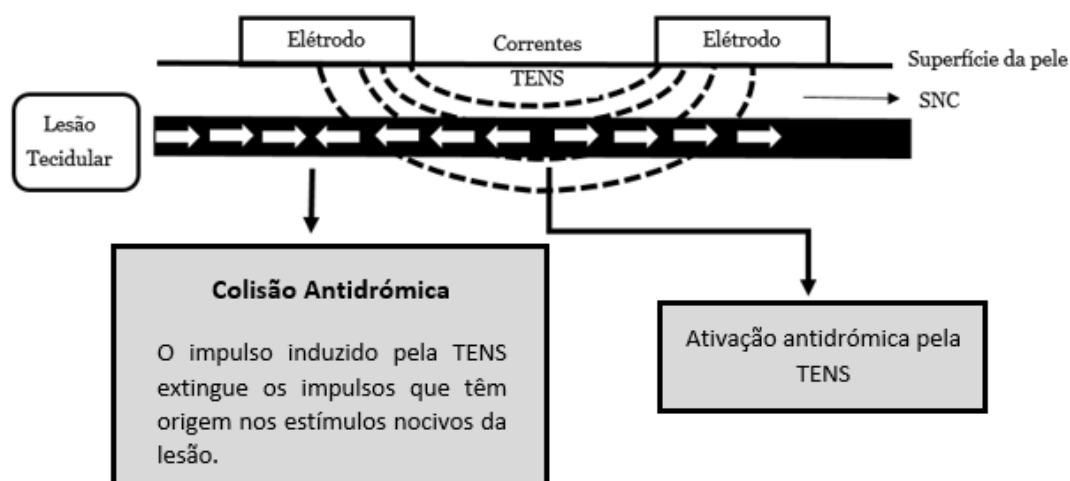 Elétrodo
Correntes
TENS
Elétrodo
Superfície da pele
SNC
Lesão
Tecidular
Colisão Antidrómica
O impulso induzido pela TENS
extingue os impulsos que têm
origem nos estímulos nocivos da
lesão.
Ativação antidrómica pela
TENS